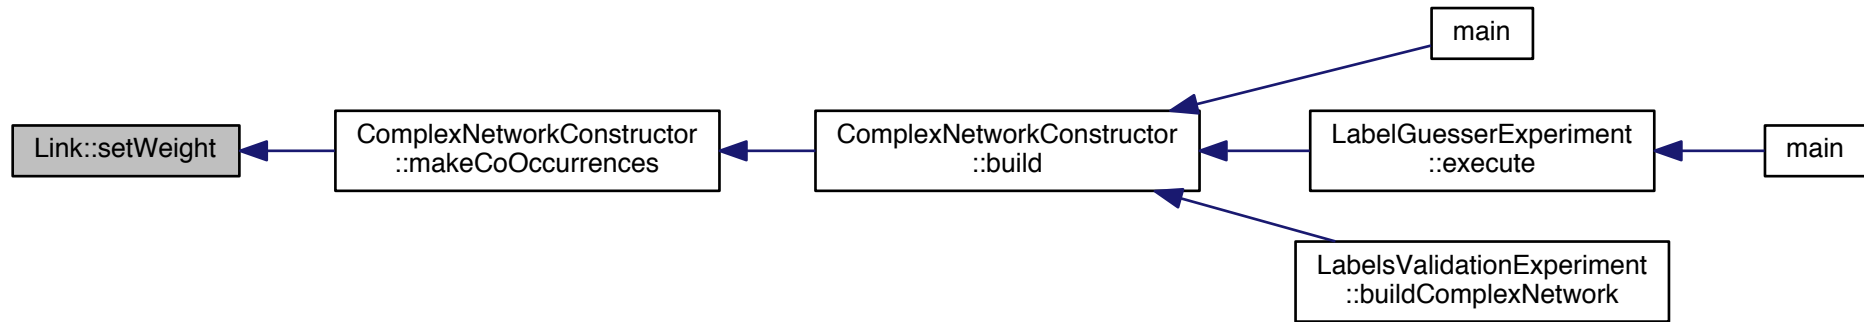 Link::setWeight
ComplexNetworkConstructor
::makeCoOccurrences
ComplexNetworkConstructor
::build
main
LabelGuesserExperiment
::execute
main
LabelsValidationExperiment
::buildComplexNetwork